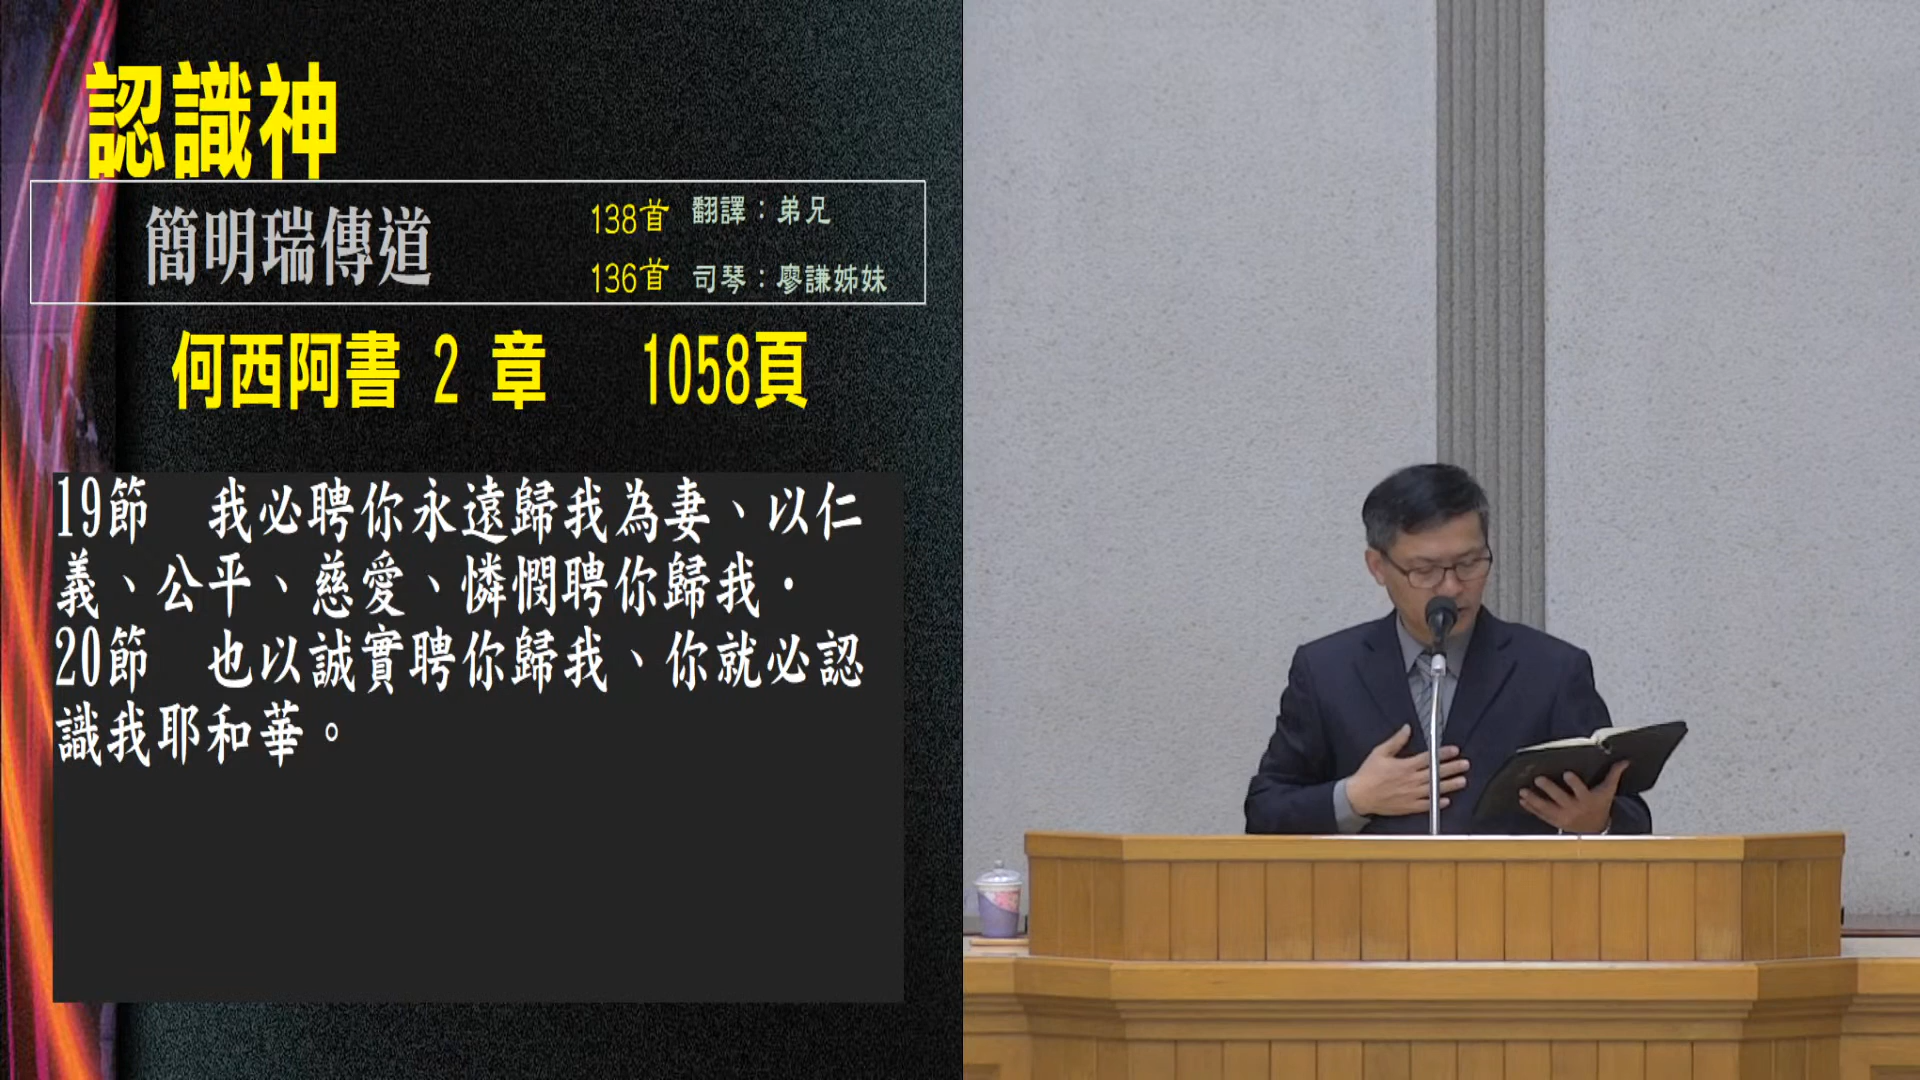 認識神
簡明瑞傳道
138首 翻譯：弟兄
136首 司琴：廖謙姊妹
何西阿書 2 章 1058頁
19節 我必聘你永遠歸我為妻、以仁
義、公平、慈愛、憐憫聘你歸我．
20節 也以誠實聘你歸我、你就必認
識我耶和華。